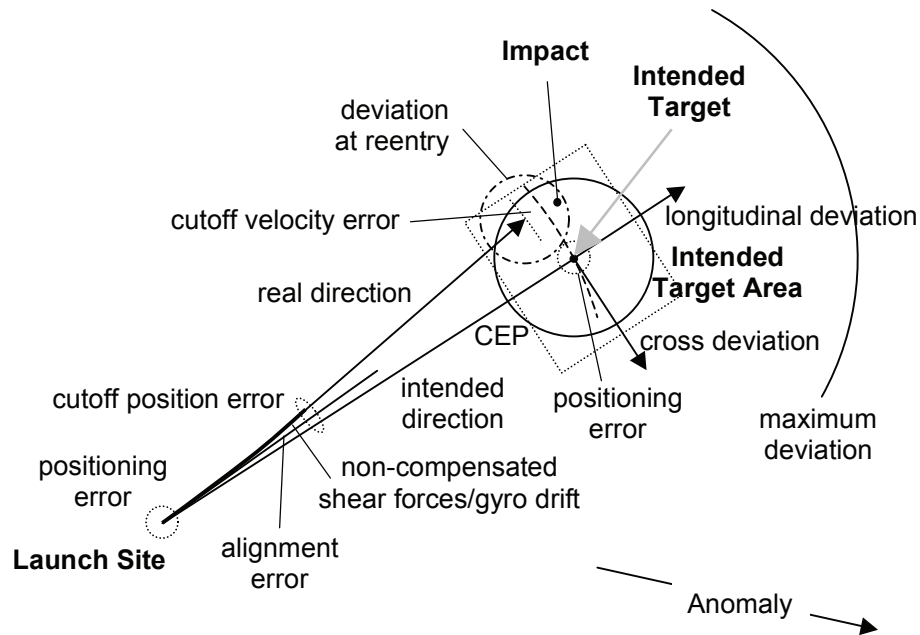 Impact
Intended
Target
deviation
at reentry
cutoff velocity error
longitudinal deviation
Intended
Target Area
real direction
CEP
cross deviation
cutoff position error
intended
direction
positioning
error
maximum
deviation
positioning
error
non-compensated
shear forces/gyro drift
Launch Site
alignment
error
Anomaly